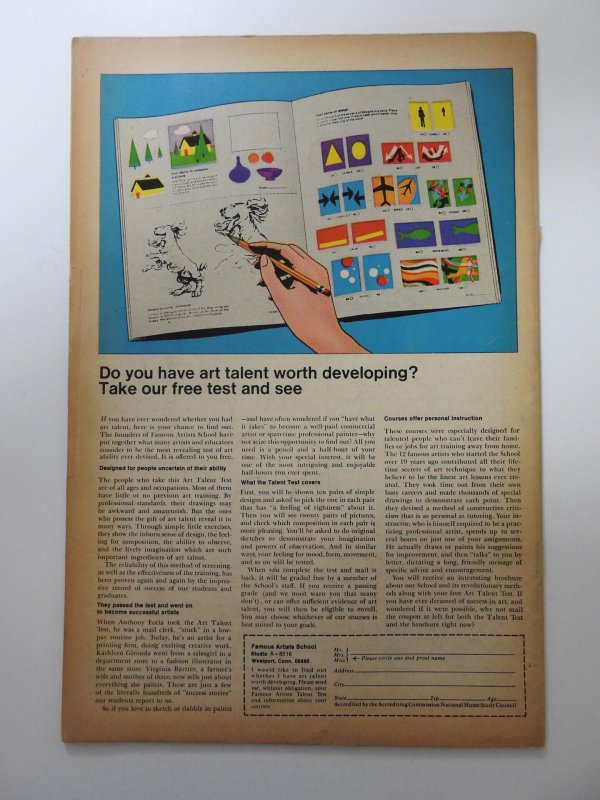 Do you have art talent worth developing?
Take our free test and see
If you have ever wondered whether you had
art talent, here is your chance to find out.
The founders of Famous Artists School have
put together what many artists and educators
consider to be the most revealing test of art
ability ever devised. It is offered to you free.
Designed for people uncertain of their ability
The people who take this Art Talent Test
are of all ages and occupations. Most of them
have little or no previous art training. By
professional standards, their drawings may
be awkward and amateurish. But the ones
who possess the gift of art talent reveal it in
many ways. Through simple little exercises,
they show the inborn sense of design, the feel-
ing for composition, the ability to observe,
and the lively imagination which are such
important ingredients of art talent.
The reliability of this method of screening,
as well as the effectiveness of the training, has
been proven again and again by the impres-
sive record of success of our students and
graduates.
They passed the test and went on
to become successful artists
When Anthony Fotia took the Art Talent
Test, he was a mail clerk, "stuck" in a low-
pay routine job. Today, he's an artist for a
printing firm, doing exciting creative work.
Kathleen Gironda went from a salesgirl in a
department store to a fashion illustrator in
the same store. Virginia Bartter, a farmer's
wife and mother of three, now sells just about
everything she paints. These are just a few
of the literally hundreds of "success stories"
our students report to us.
So if you love to sketch or dabble in paints
—and have often wondered if you "have what
it takes" to become a well-paid commercial
artist or sparetime professional painter—why
not seize this opportunity to find out? All you
need is a pencil and a half-hour of your
time. With your special interest, it will be
one of the most intriguing and enjoyable
half-hours you ever spent.
What the Talent Test covers
First, you will be shown ten pairs of simple
designs and asked to pick the one in each pair
that has "a feeling of rightness" about it.
Then you will see twenty pairs of pictures,
and check which composition in each pair is
more pleasing. You'll be asked to do original
sketches to demonstrate your imagination
and powers of observation. And in similar
ways, your feeling for mood, form, movement,
and so on will be tested.
When you complete the test and mail it
back, it will be graded free by a member of
the School's staff. If you receive a passing
grade (and we must warn you that many
don't), or can offer sufficient evidence of art
talent, you will then be eligible to enroll.
You may choose whichever of our courses is
best suited to your goals.
Courses offer personal instruction
These courses were especially designed for
talented people who can't leave their fami-
lies or jobs for art training away from home.
The 12 famous artists who started the School
over 19 years ago contributed all their life-
time secrets of art technique to what they
believe to be the finest art lessons ever cre-
ated. They took time out from their own
busy careers and made thousands of special
drawings to demonstrate each point. Then
they devised a method of constructive criti-
cism that is as personal as tutoring. Your in-
structor, who is himself required to be a prac-
ticing professional artist, spends up to sev-
eral hours on just one of your assignments.
He actually draws or paints his suggestions
for improvement, and then "talks" to you by
letter, dictating a long, friendly message of
specific advice and encouragement.
You will receive an interesting brochure
about our School and its revolutionary meth-
ods along with your free Art Talent Test. If
you have ever dreamed of success in art, and
wondered if it were possible, why not mail
the coupon at left for both the Talent Test
and the brochure right now?
Famous Artists School
Studio A-6516
Westport, Conn. 06880
I would like to find out
whether I have art talent
worth developing. Please send
me, without obligation, your
Famous Artists Talent Test
and information about your
courses.
Mr.
Mrs.
Miss
Please circle one and print name
Address
City
State Zip Age
Accredited by the Accrediting Commission National Home Study Council